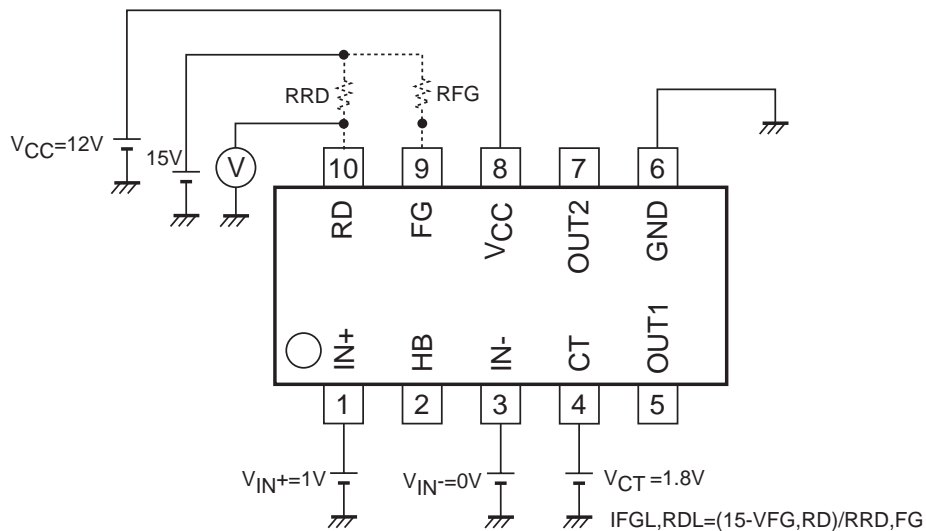 RRD
RFG
VCC=12V
15V
V
10
9
8
7
6
RD
FG
VCC
OUT2
GND
IN+
HB
IN-
CT
OUT1
1
2
3
4
5
VIN+=1V
VIN-=0V
VCT=1.8V
IFGL,RDL=(15-VFG,RD)/RRD,FG